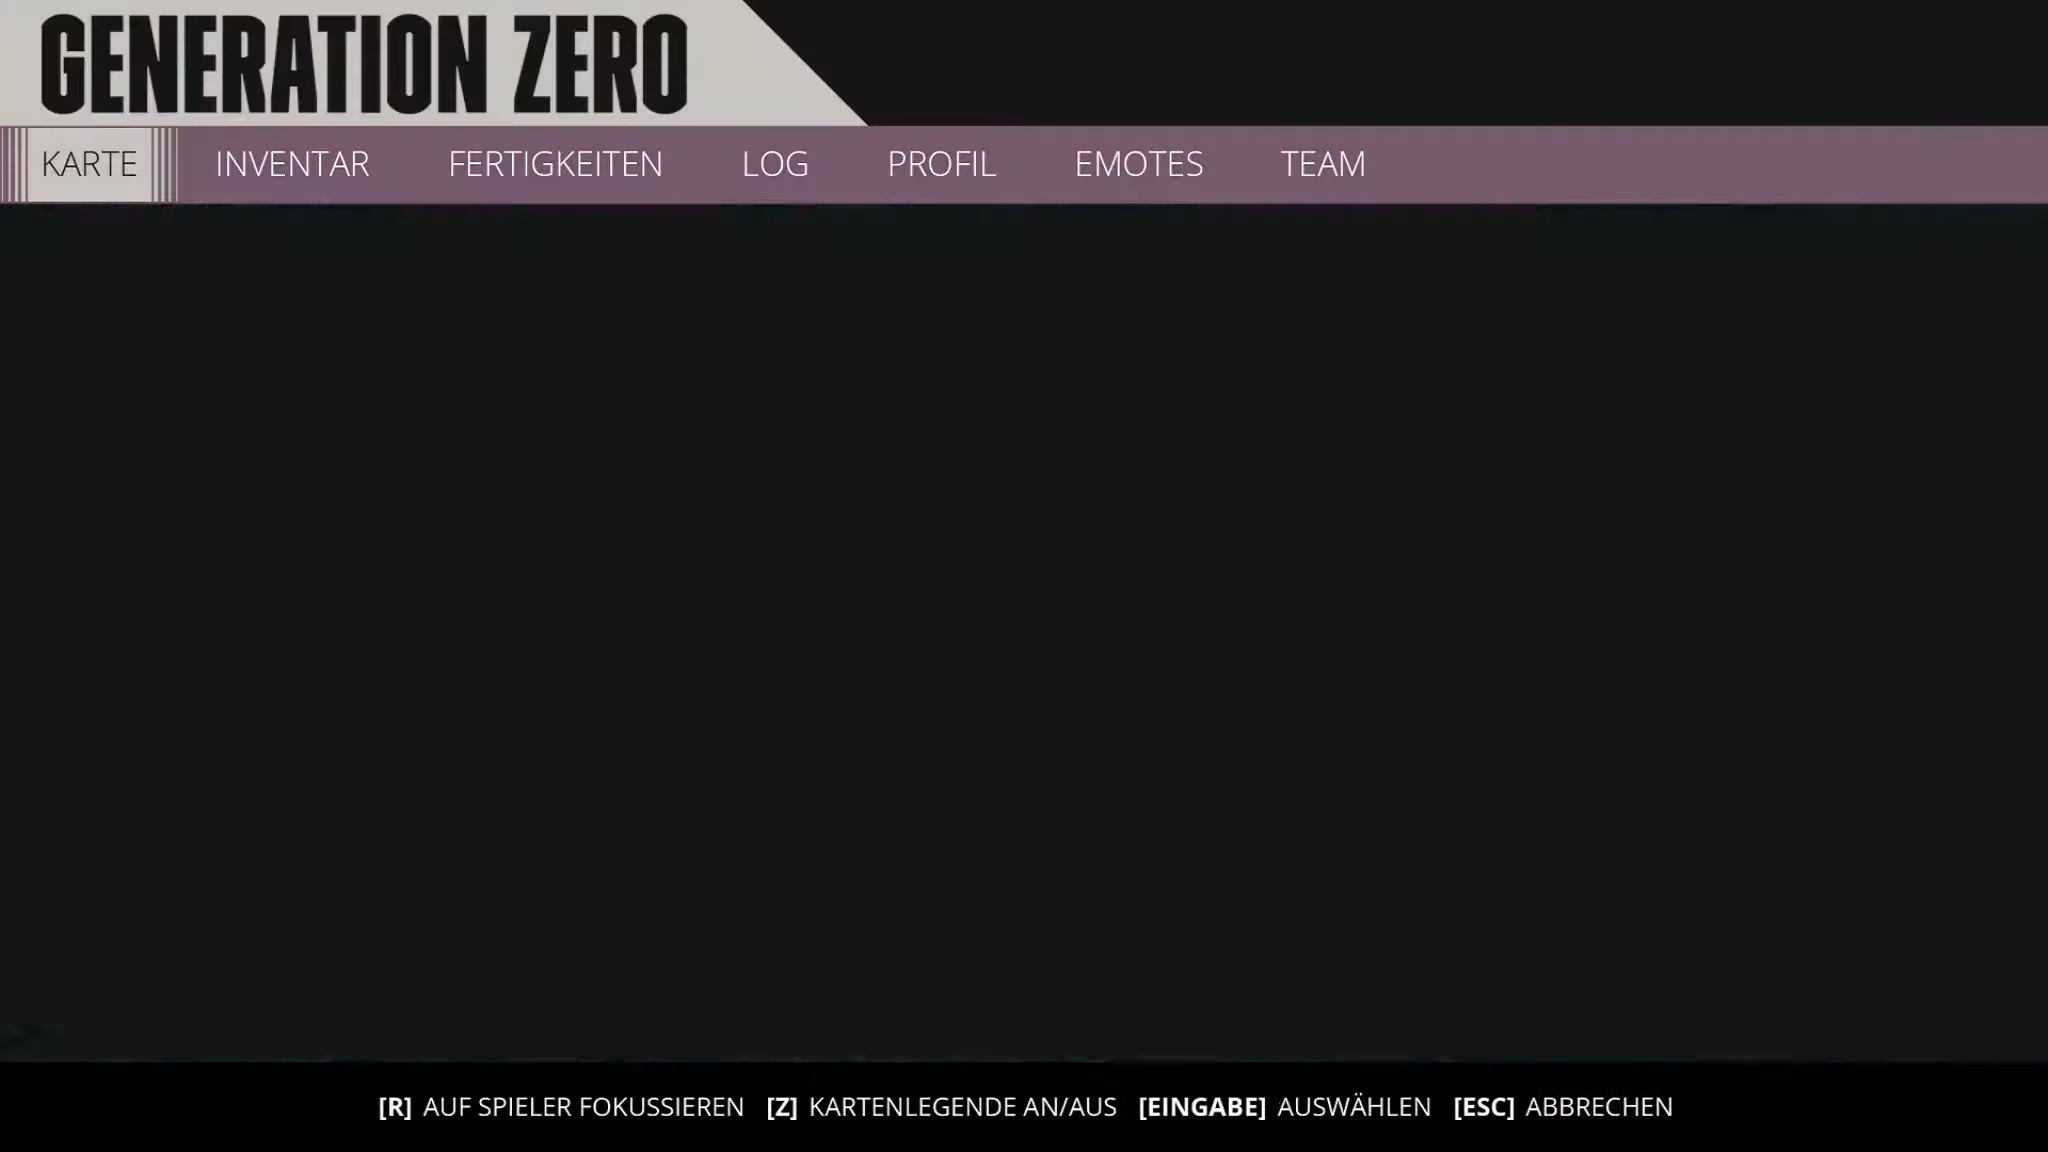 GENERATION ZERO
KARTE INVENTAR FERTIGKEITEN LOG PROFIL EMOTES TEAM
[R] AUF SPIELER FOKUSSIEREN [Z] KARTENLEGENDE AN/AUS [EINGABE] AUSWÄHLEN [ESC] ABBRECHEN